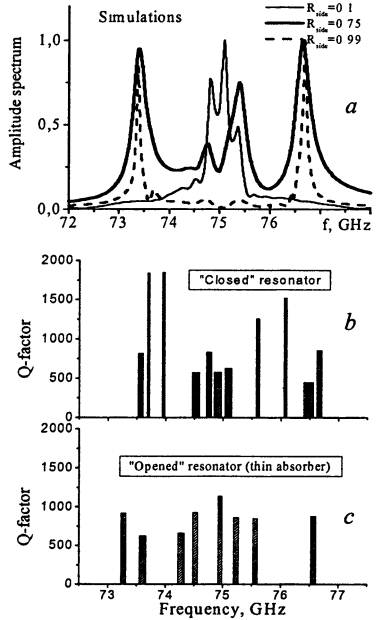 Simulations
R_side=0 1
R_side=0 75
R_side=0 99
Amplitude spectrum
1,0
0,5
0,0
a
72 73 74 75 76
f, GHz
2000
1500
1000
500
0
Q-factor
"Closed" resonator
b
2000
1500
1000
500
0
Q-factor
"Opened" resonator (thin absorber)
c
73 74 75 76 77
Frequency, GHz